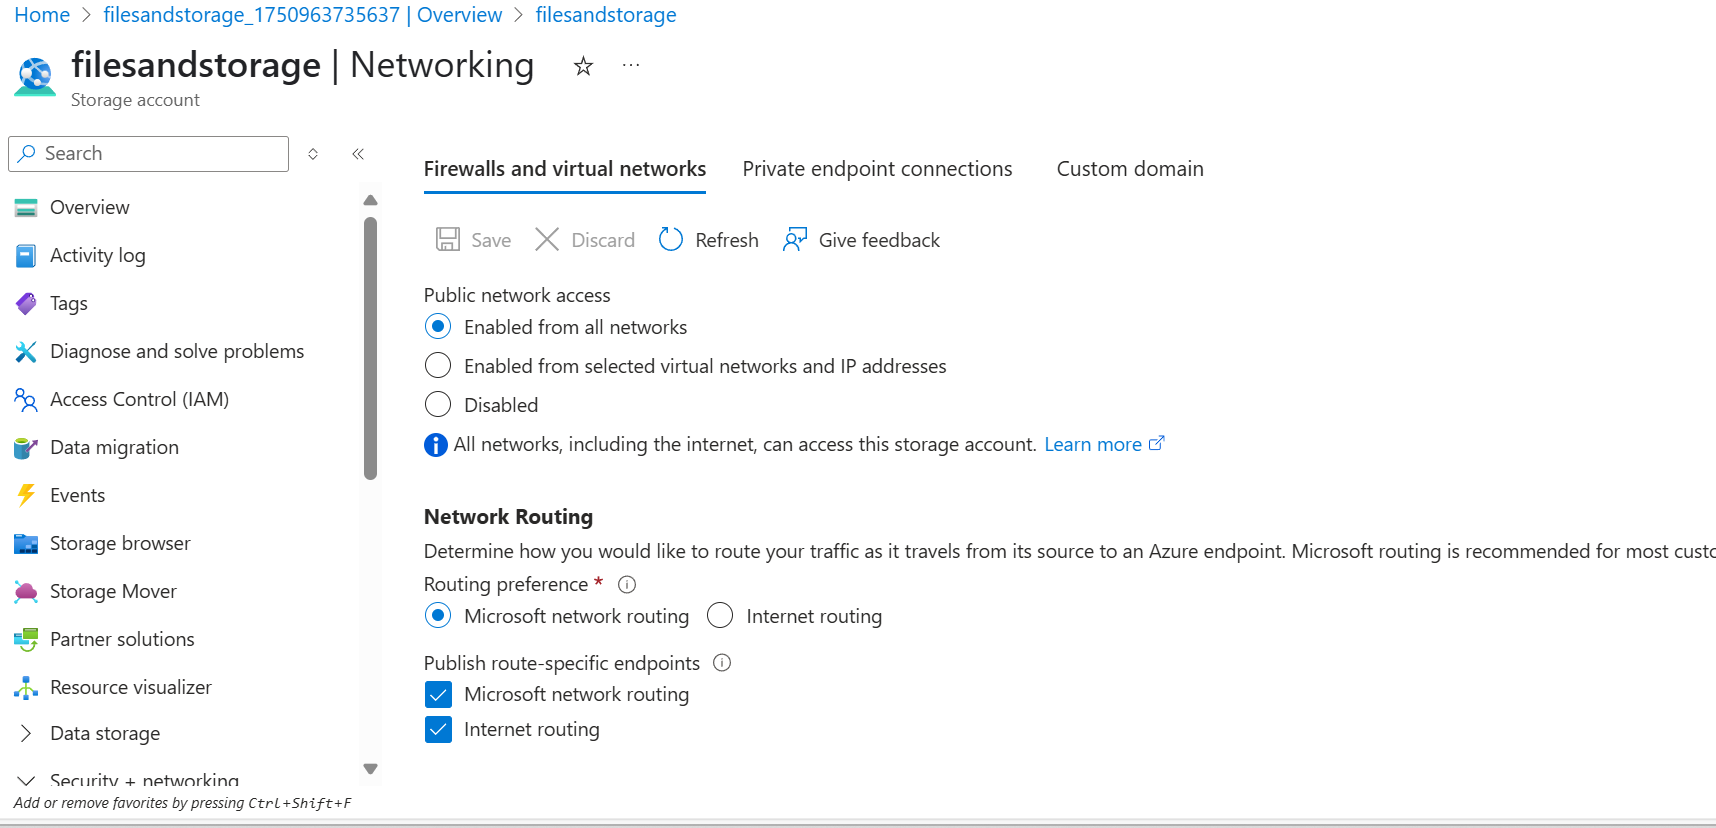 Home > filesandstorage_1750963735637 | Overview > filesandstorage
filesandstorage | Networking
Storage account
Search
Overview
Activity log
Tags
Diagnose and solve problems
Access Control (IAM)
Data migration
Events
Storage browser
Storage Mover
Partner solutions
Resource visualizer
Data storage
Security + networking
Add or remove favorites by pressing Ctrl+Shift+F
Firewalls and virtual networks Private endpoint connections Custom domain
Save Discard Refresh Give feedback
Public network access
Enabled from all networks
Enabled from selected virtual networks and IP addresses
Disabled
All networks, including the internet, can access this storage account. Learn more
Network Routing
Determine how you would like to route your traffic as it travels from its source to an Azure endpoint. Microsoft routing is recommended for most custo
Routing preference *
Microsoft network routing Internet routing
Publish route-specific endpoints
Microsoft network routing
Internet routing